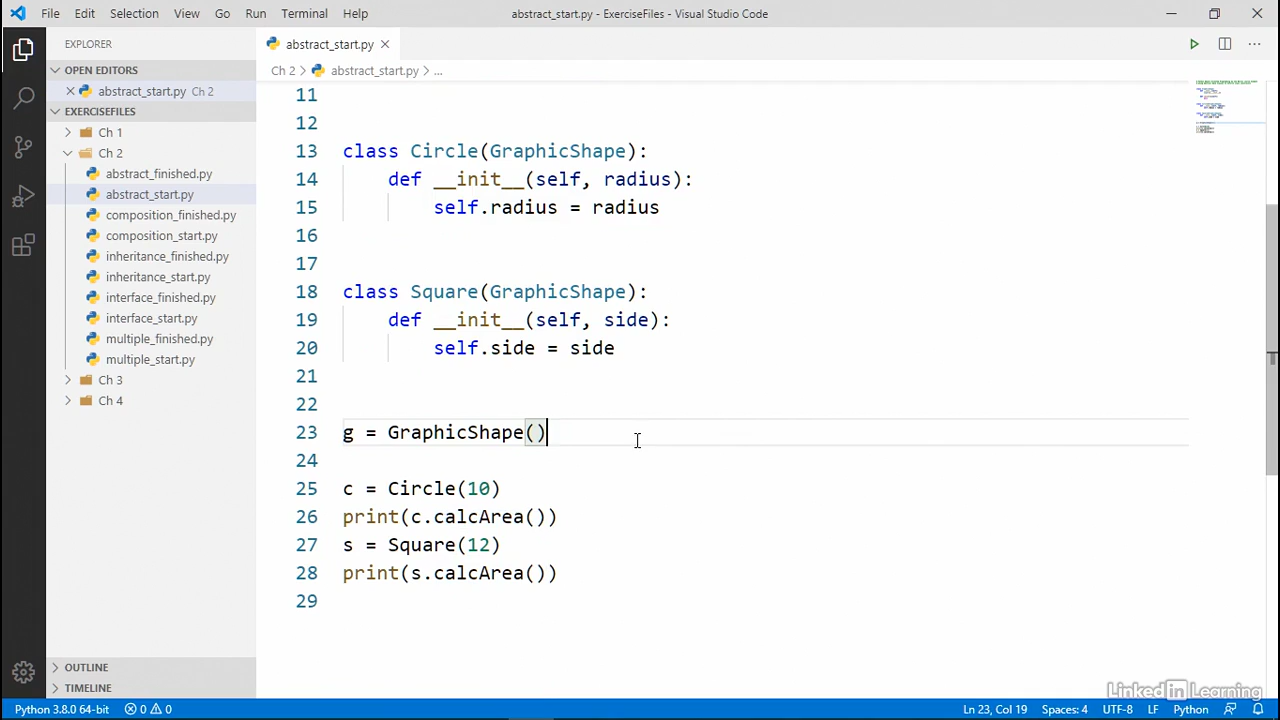 File Edit Selection View Go Run Terminal Help abstract_start.py - ExerciseFiles - Visual Studio Code
EXPLORER
OPEN EDITORS
abstract_start.py Ch 2
EXERCISEFILES
Ch 1
Ch 2
abstract_finished.py
abstract_start.py
composition_finished.py
composition_start.py
inheritance_finished.py
inheritance_start.py
interface_finished.py
interface_start.py
multiple_finished.py
multiple_start.py
Ch 3
Ch 4
OUTLINE
TIMELINE
abstract_start.py
Ch 2 > abstract_start.py > ...
11
12
13 class Circle(GraphicShape):
14 def __init__(self, radius):
15 self.radius = radius
16
17
18 class Square(GraphicShape):
19 def __init__(self, side):
20 self.side = side
21
22
23 g = GraphicShape()
24
25 c = Circle(10)
26 print(c.calcArea())
27 s = Square(12)
28 print(s.calcArea())
29
Linked in Learning
Python 3.8.0 64-bit 0 0 Ln 23, Col 19 Spaces: 4 UTF-8 LF Python